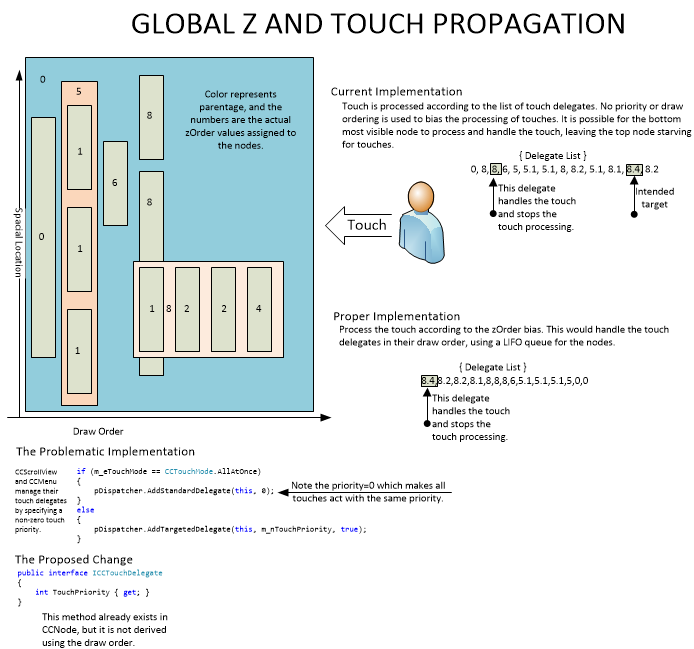 GLOBAL Z AND TOUCH PROPAGATION
0
5
8
Color represents
parentage, and the
numbers are the actual
zOrder values assigned to
the nodes.
1
6
8
0
1
1 8 2 2 4
1
Spacial Location
Draw Order
Current Implementation
Touch is processed according to the list of touch delegates. No priority or draw
ordering is used to bias the processing of touches. It is possible for the bottom
most visible node to process and handle the touch, leaving the top node starving
for touches.
{ Delegate List }
0, 8, 8, 6, 5, 5.1, 5.1, 8, 8.2, 5.1, 8.1, 8.4, 8.2
This delegate
handles the touch
and stops the
touch processing.
Intended
target
Touch
Proper Implementation
Process the touch according to the zOrder bias. This would handle the touch
delegates in their draw order, using a LIFO queue for the nodes.
{ Delegate List }
8.4,8.2,8.2,8.1,8,8,8,6,5.1,5.1,5.1,5,0,0
This delegate
handles the touch
and stops the
touch processing.
The Problematic Implementation
CCScrollView
and CCMenu
manage their
touch delegates
by specifying a
non-zero touch
priority.
if (m_eTouchMode == CCTouchMode.AllAtOnce)
{
pDispatcher.AddStandardDelegate(this, 0);
}
else
{
pDispatcher.AddTargetedDelegate(this, m_nTouchPriority, true);
}
Note the priority=0 which makes all
touches act with the same priority.
The Proposed Change
public interface ICCTouchDelegate
{
int TouchPriority { get; }
}
This method already exists in
CCNode, but it is not derived
using the draw order.